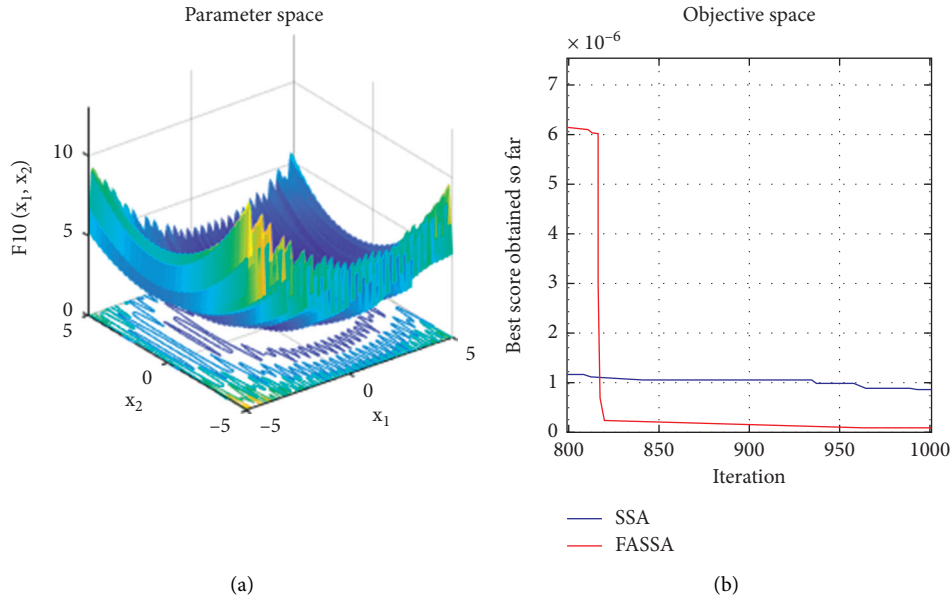 Parameter space
F10 (x1, x2)
10
5
0
5
0
−5
x2
−5
0
5
x1
(a)
Objective space
× 10−6
Best score obtained so far
7
6
5
4
3
2
1
0
800
850
900
950
1000
Iteration
SSA
FASSA
(b)